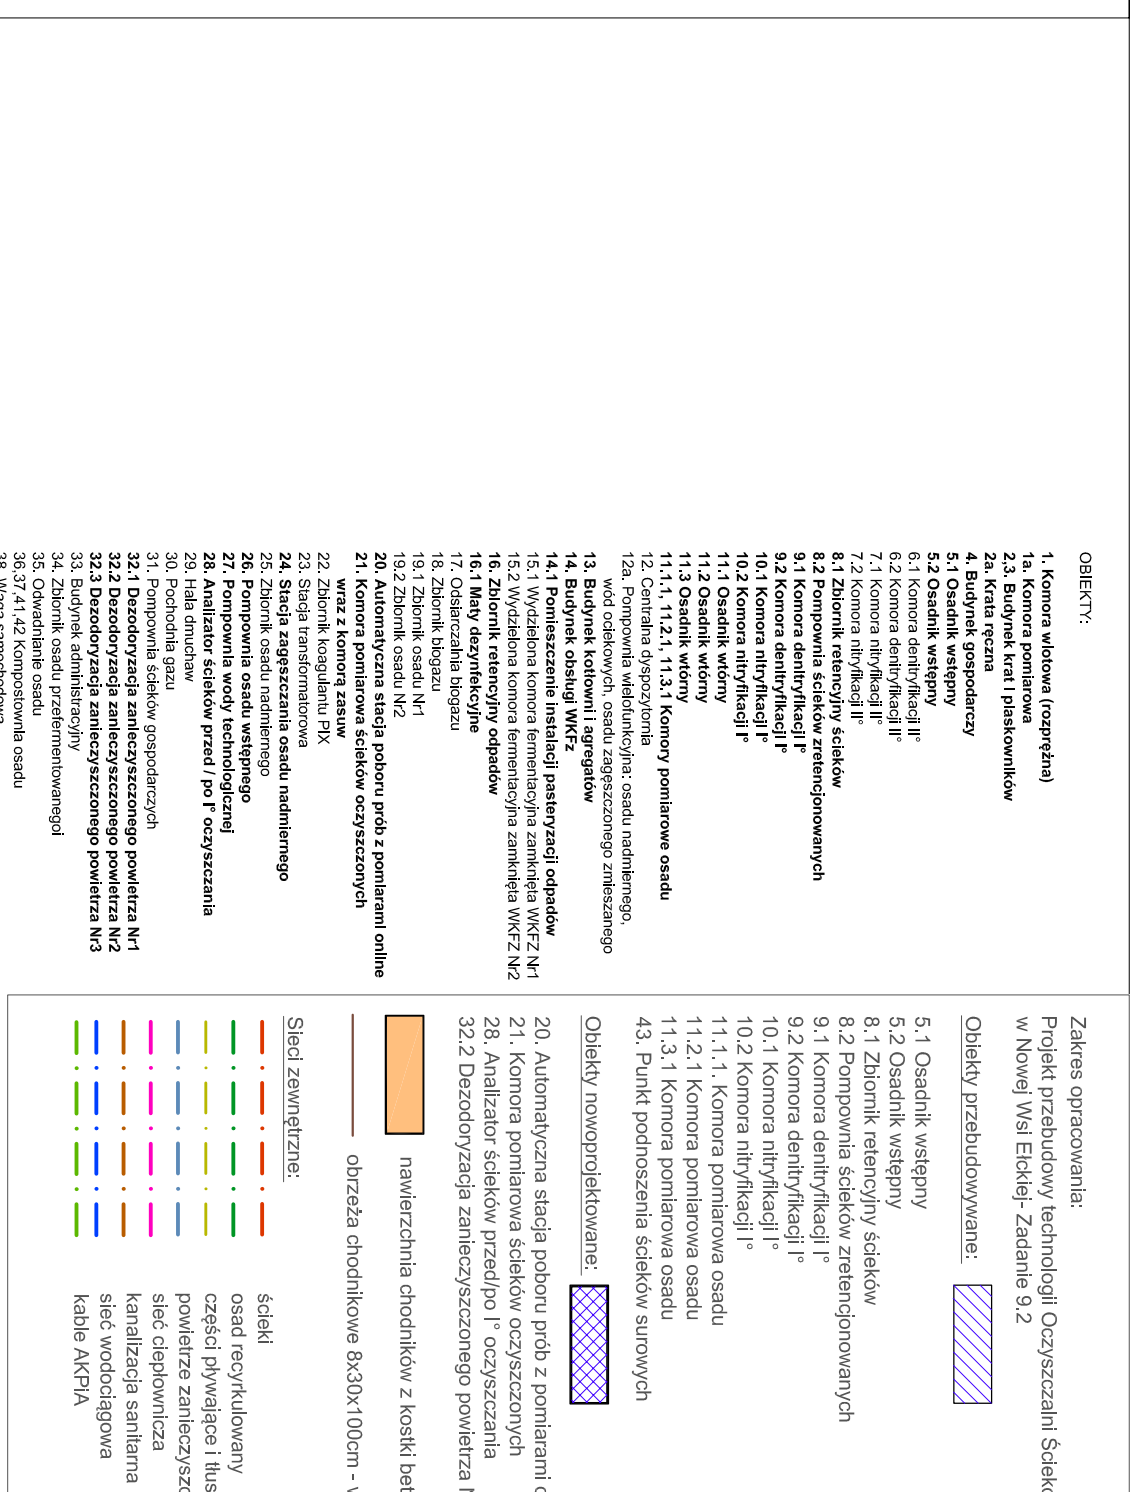 OBIEKTY:
1. Komora wlotowa (rozprężna)
1a. Komora pomiarowa
2,3. Budynek krat i piaskowników
2a. Krata ręczna
4. Budynek gospodarczy
5.1 Osadnik wstępny
5.2 Osadnik wstępny
6.1 Komora denitryfikacji II°
6.2 Komora denitryfikacji II°
7.1 Komora nitryfikacji II°
7.2 Komora nitryfikacji II°
8.1 Zbiornik retencyjny ścieków
8.2 Pompownia ścieków zretencjonowanych
9.1 Komora denitryfikacji I°
9.2 Komora denitryfikacji I°
10.1 Komora nitryfikacji I°
10.2 Komora nitryfikacji I°
11.1 Osadnik wtórny
11.2 Osadnik wtórny
11.3 Osadnik wtórny
11.1.1, 11.2.1, 11.3.1 Komory pomiarowe osadu
12. Centralna dyspozytornia
12a. Pompownia wielofunkcyjna: osadu nadmiernego,
wód ociekowych, osadu zagęszczonego zmieszanego
13. Budynek kotłowni i agregatów
14. Budynek obsługi WKFz
14.1 Pomieszczenie instalacji pasteryzacji odpadów
15.1 Wydzielona komora fermentacyjna zamknięta WKFZ Nr1
15.2 Wydzielona komora fermentacyjna zamknięta WKFZ Nr2
16. Zbiornik retencyjny odpadów
16.1 Maty dezynfekcyjne
17. Odsiarczalnia biogazu
18. Zbiornik biogazu
19.1 Zbiornik osadu Nr1
19.2 Zbiornik osadu Nr2
20. Automatyczna stacja poboru prób z pomiarami online
21. Komora pomiarowa ścieków oczyszczonych
wraz z komorą zasuw
22. Zbiornik koagulantu PIX
23. Stacja transformatorowa
24. Stacja zagęszczania osadu nadmiernego
25. Zbiornik osadu nadmiernego
26. Pompownia osadu wstępnego
27. Pompownia wody technologicznej
28. Analizator ścieków przed / po I° oczyszczania
29. Hala dmuchaw
30. Pochodnia gazu
31. Pompownia ścieków gospodarczych
32.1 Dezodoryzacja zanieczyszczonego powietrza Nr1
32.2 Dezodoryzacja zanieczyszczonego powietrza Nr2
32.3 Dezodoryzacja zanieczyszczonego powietrza Nr3
33. Budynek administracyjny
34. Zbiornik osadu przefermentowanegoi
35. Odwadnianie osadu
36,37,41,42 Kompostownia osadu
38. Waga samochodowa
Zakres opracowania:
Projekt przebudowy technologii Oczyszczalni Ściekó
w Nowej Wsi Ełckiej- Zadanie 9.2
Obiekty przebudowywane:
5.1 Osadnik wstępny
5.2 Osadnik wstępny
8.1 Zbiornik retencyjny ścieków
8.2 Pompownia ścieków zretencjonowanych
9.1 Komora denitryfikacji I°
9.2 Komora denitryfikacji I°
10.1 Komora nitryfikacji I°
10.2 Komora nitryfikacji I°
11.1.1. Komora pomiarowa osadu
11.2.1 Komora pomiarowa osadu
11.3.1 Komora pomiarowa osadu
43. Punkt podnoszenia ścieków surowych
Obiekty nowoprojektowane:
20. Automatyczna stacja poboru prób z pomiarami o
21. Komora pomiarowa ścieków oczyszczonych
28. Analizator ścieków przed/po I° oczyszczania
32.2 Dezodoryzacja zanieczyszczonego powietrza N
nawierzchnia chodników z kostki bet
obrzeża chodnikowe 8x30x100cm -
Sieci zewnętrzne:
ścieki
osad recyrkulowany
części pływające i tłus
powietrze zanieczyszc
sieć ciepłownicza
kanalizacja sanitarna
sieć wodociągowa
kable AKPiA